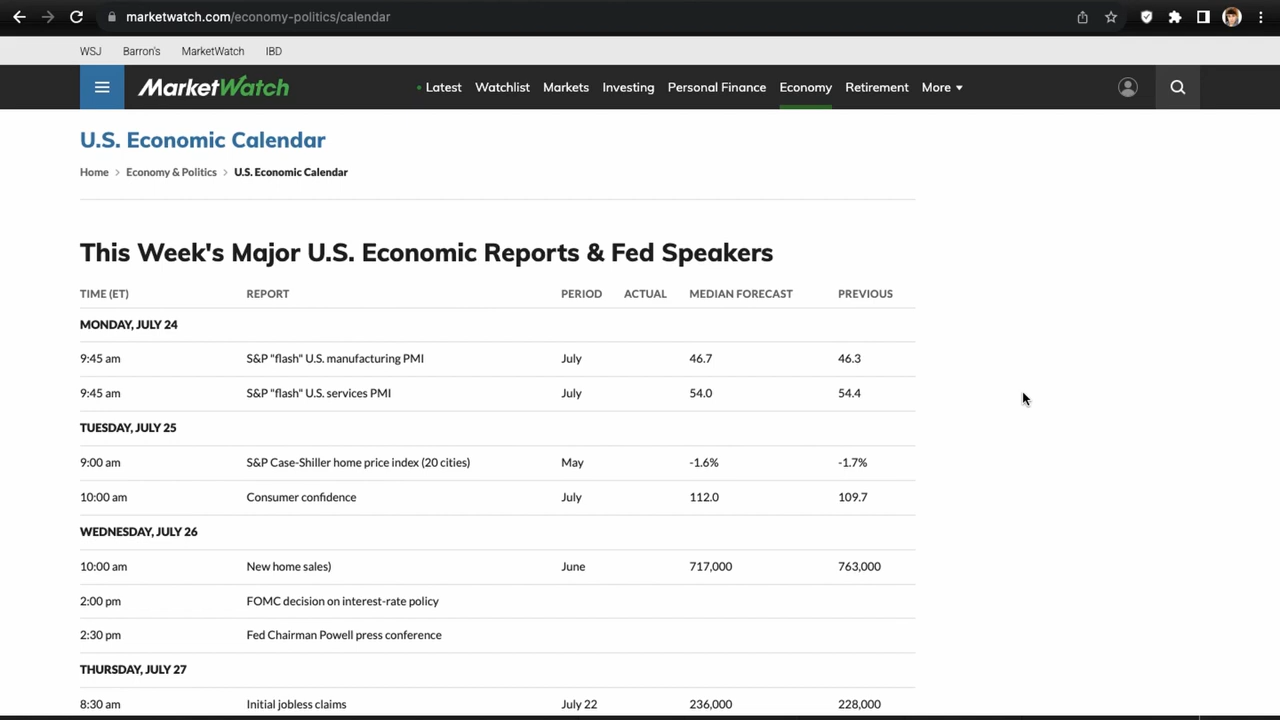 marketwatch.com/economy-politics/calendar
WSJ Barron's MarketWatch IBD
MarketWatch Latest Watchlist Markets Investing Personal Finance Economy Retirement More
U.S. Economic Calendar
Home > Economy & Politics > U.S. Economic Calendar
This Week's Major U.S. Economic Reports & Fed Speakers
TIME (ET) REPORT PERIOD ACTUAL MEDIAN FORECAST PREVIOUS
MONDAY, JULY 24
9:45 am S&P "flash" U.S. manufacturing PMI July 46.7 46.3
9:45 am S&P "flash" U.S. services PMI July 54.0 54.4
TUESDAY, JULY 25
9:00 am S&P Case-Shiller home price index (20 cities) May -1.6% -1.7%
10:00 am Consumer confidence July 112.0 109.7
WEDNESDAY, JULY 26
10:00 am New home sales) June 717,000 763,000
2:00 pm FOMC decision on interest-rate policy
2:30 pm Fed Chairman Powell press conference
THURSDAY, JULY 27
8:30 am Initial jobless claims July 22 236,000 228,000